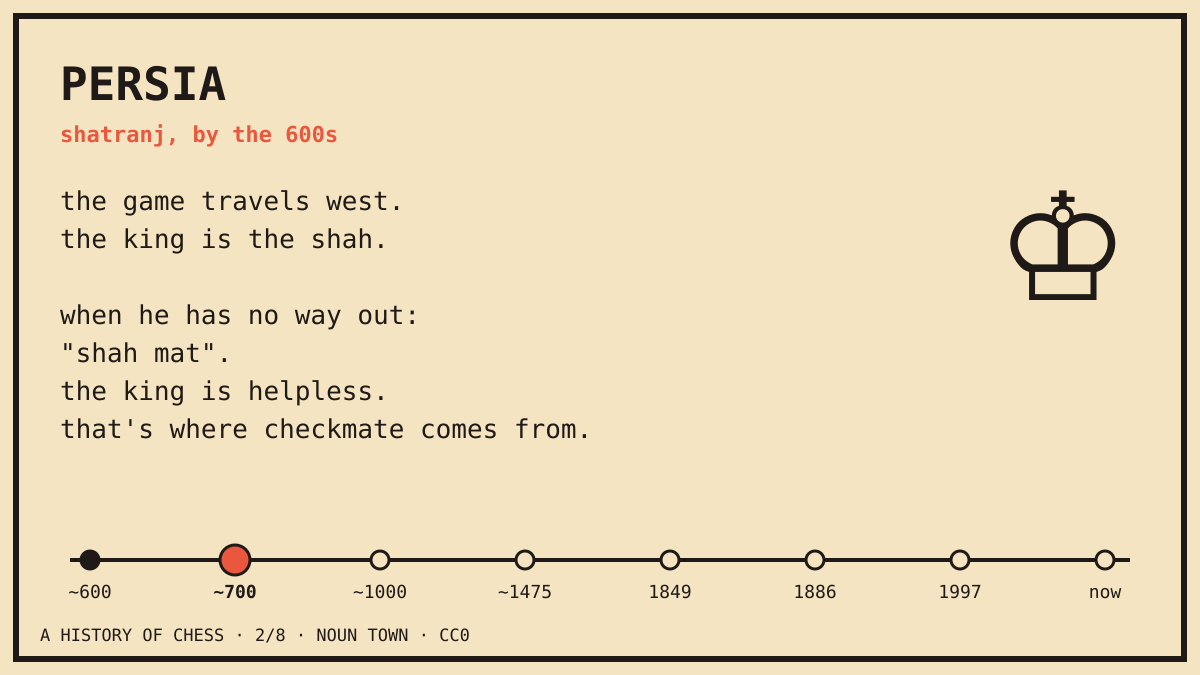 PERSIA
shatranj, by the 600s
the game travels west.
the king is the shah.
when he has no way out:
"shah mat".
the king is helpless.
that's where checkmate comes from.
~600 ~700 ~1000 ~1475 1849 1886 1997 now
A HISTORY OF CHESS · 2/8 · NOUN TOWN · CC0